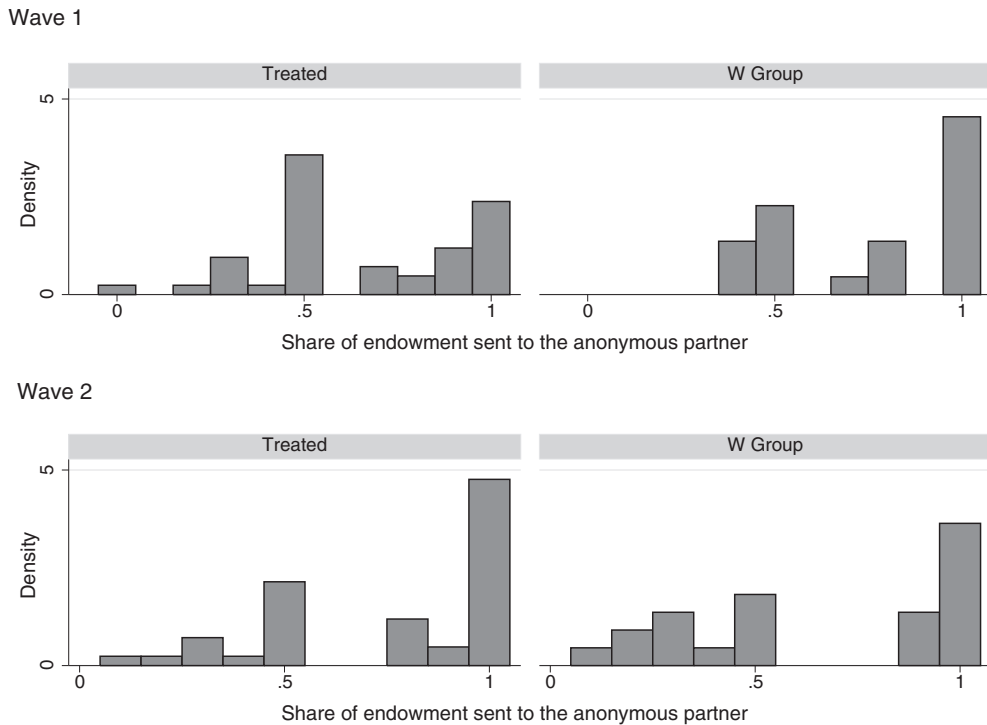 Wave 1
Treated
W Group
5
0
Density
0
.5
1
0
.5
1
Share of endowment sent to the anonymous partner
Wave 2
Treated
W Group
5
0
Density
0
.5
1
0
.5
1
Share of endowment sent to the anonymous partner